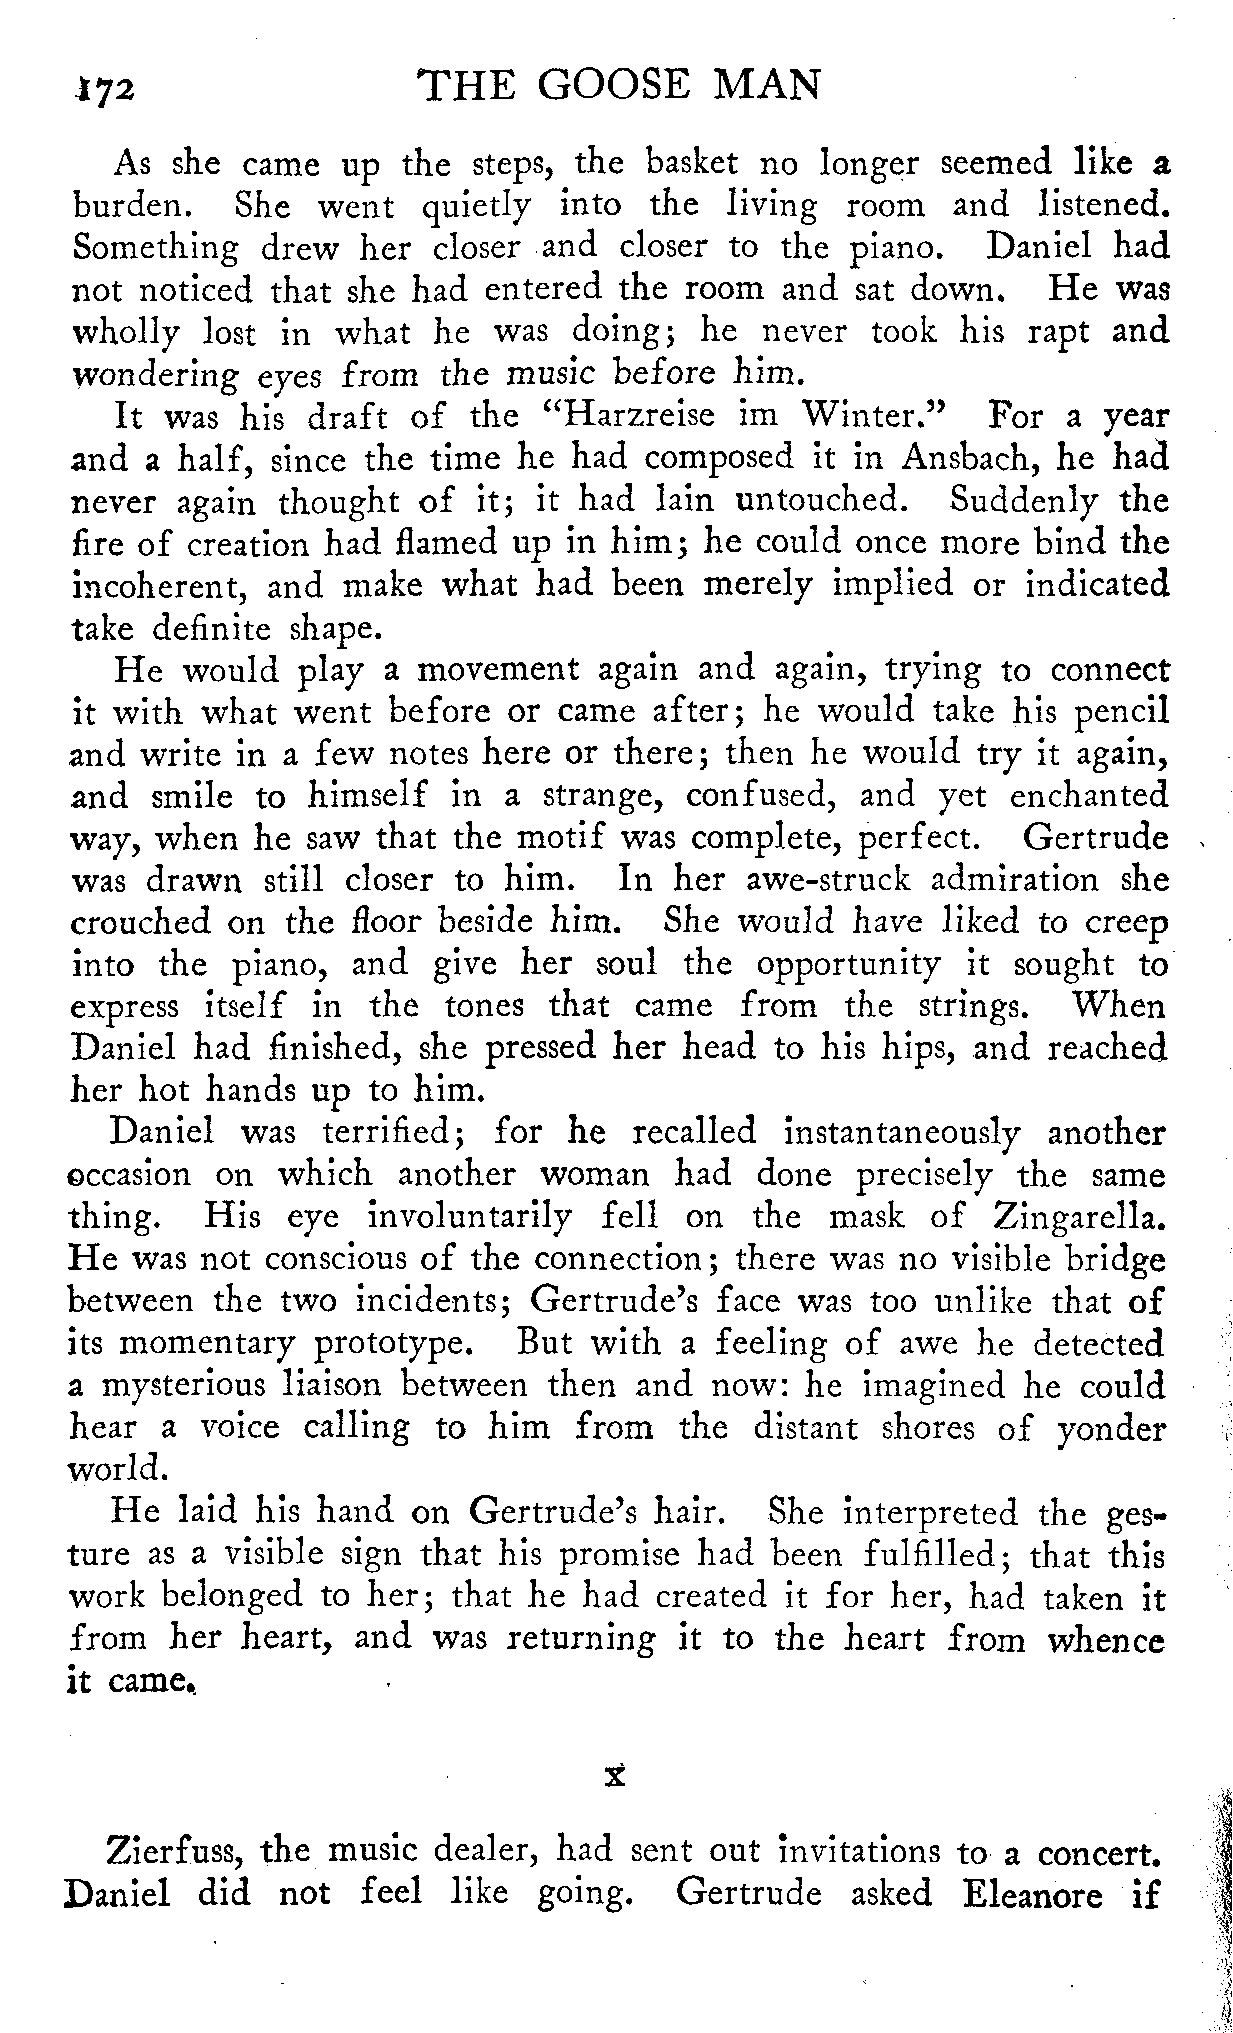 172 THE GOOSE MAN
As she came up the steps, the basket no longer seemed like a
burden. She went quietly into the living room and listened.
Something drew her closer and closer to the piano. Daniel had
not noticed that she had entered the room and sat down. He was
wholly lost in what he was doing; he never took his rapt and
wondering eyes from the music before him.
It was his draft of the “Harzreise im Winter.” For a year
and a half, since the time he had composed it in Ansbach, he had
never again thought of it; it had lain untouched. Suddenly the
fire of creation had flamed up in him; he could once more bind the
incoherent, and make what had been merely implied or indicated
take definite shape.
He would play a movement again and again, trying to connect
it with what went before or came after; he would take his pencil
and write in a few notes here or there; then he would try it again,
and smile to himself in a strange, confused, and yet enchanted
way, when he saw that the motif was complete, perfect. Gertrude
was drawn still closer to him. In her awe-struck admiration she
crouched on the floor beside him. She would have liked to creep
into the piano, and give her soul the opportunity it sought to
express itself in the tones that came from the strings. When
Daniel had finished, she pressed her head to his hips, and reached
her hot hands up to him.
Daniel was terrified; for he recalled instantaneously another
occasion on which another woman had done precisely the same
thing. His eye involuntarily fell on the mask of Zingarella.
He was not conscious of the connection; there was no visible bridge
between the two incidents; Gertrude’s face was too unlike that of
its momentary prototype. But with a feeling of awe he detected
a mysterious liaison between then and now: he imagined he could
hear a voice calling to him from the distant shores of yonder
world.
He laid his hand on Gertrude’s hair. She interpreted the ges-
ture as a visible sign that his promise had been fulfilled; that this
work belonged to her; that he had created it for her, had taken it
from her heart, and was returning it to the heart from whence
it came.
X
Zierfuss, the music dealer, had sent out invitations to a concert.
Daniel did not feel like going. Gertrude asked Eleanore if